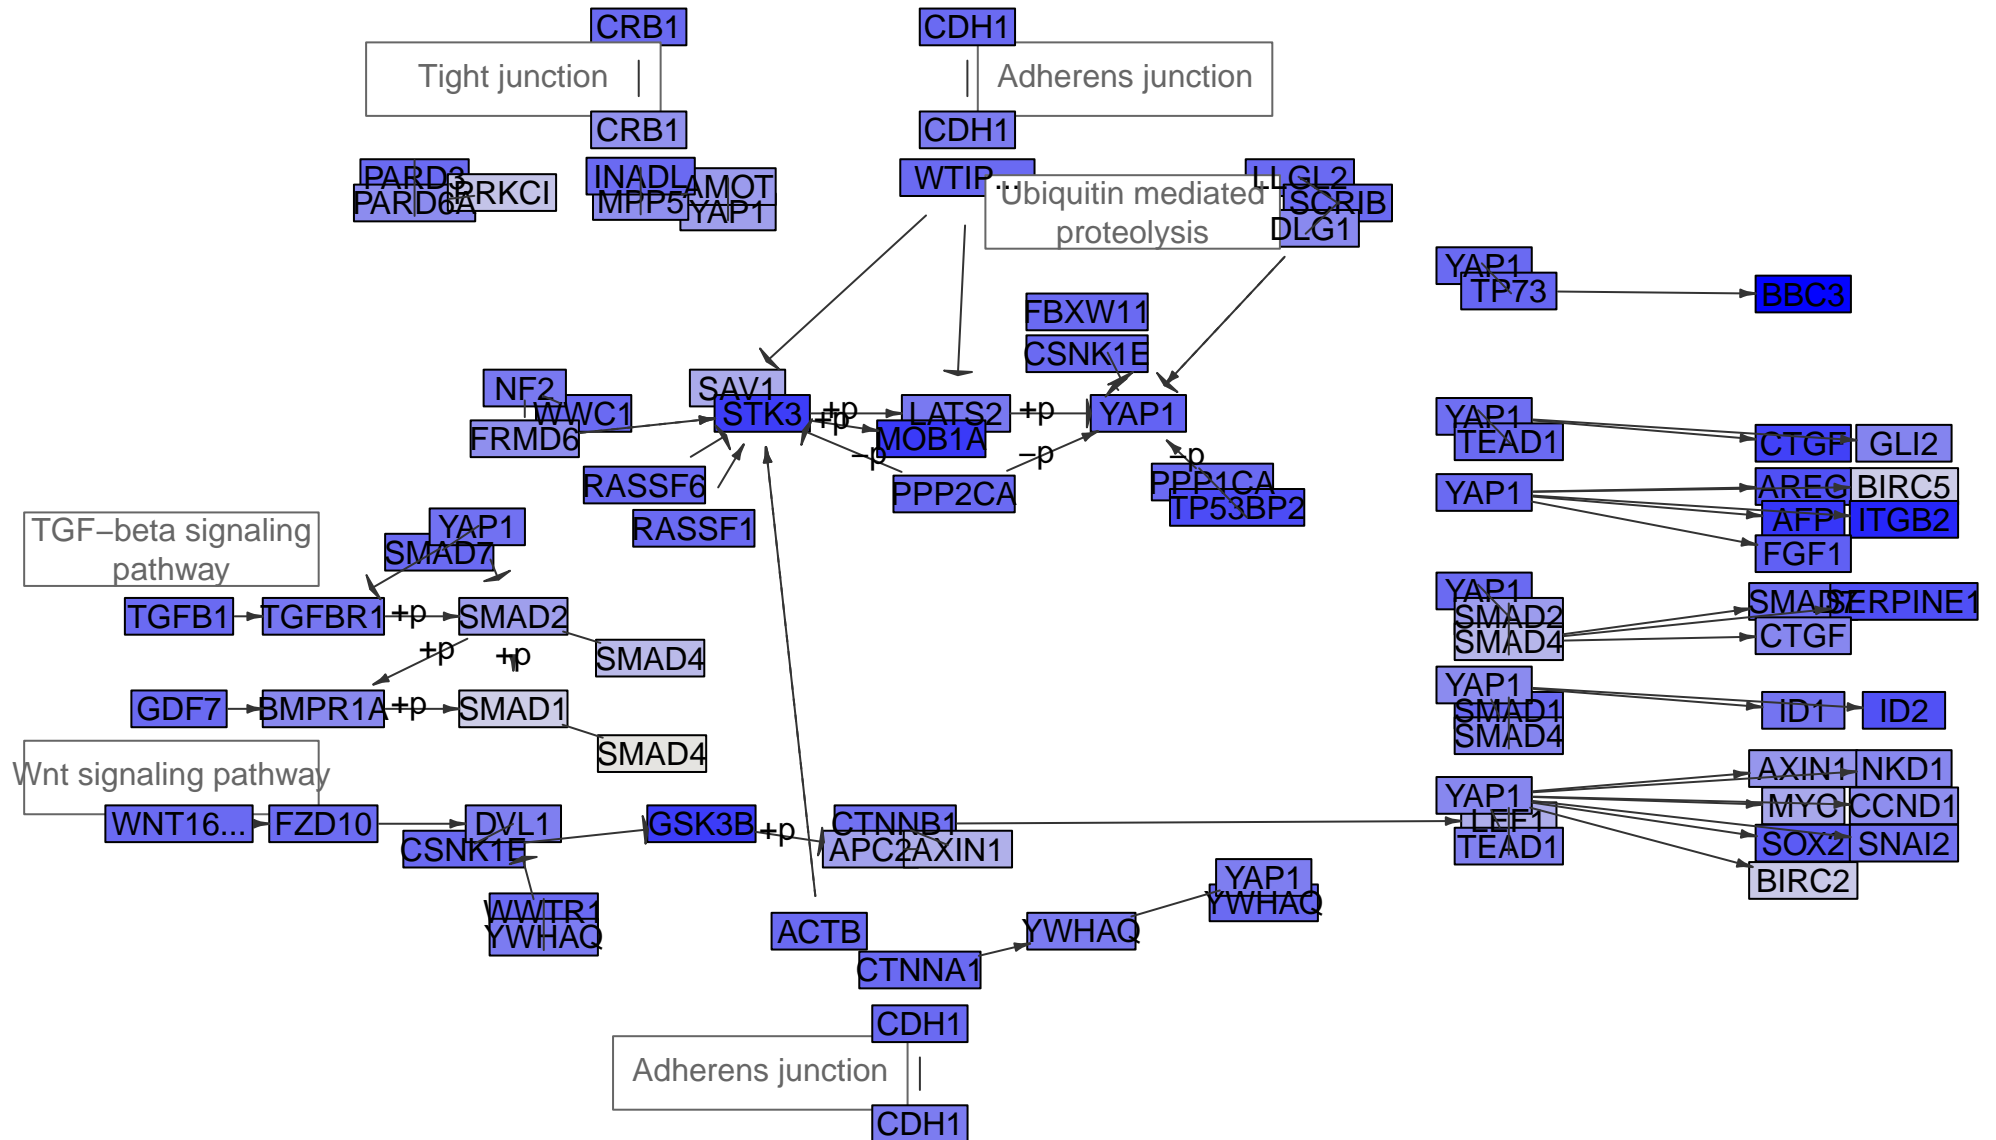 CRB1
CDH1
Tight junction
Adherens junction
CRB1
CDH1
PARD3
PRKCI
PARD6A
INADL
AMOT
MPP5
YAP1
WTIP...
LLGL2
SCRIB
DLG1
Ubiquitin mediated
proteolysis
YAP1
TP73
BBC3
FBXW11
CSNK1E
NF2
WWC1
FRMD6
SAV1
STK3
+p
+p
LATS2
MOB1A
+p
YAP1
−p
−p
−p
RASSF6
RASSF1
PPP2CA
PPP1CA
TP53BP2
YAP1
TEAD1
CTGF
GLI2
YAP1
AREG
BIRC5
AFP
ITGB2
FGF1
TGF−beta signaling
pathway
YAP1
SMAD7
TGFB1
TGFBR1
+p
SMAD2
+p
+p
SMAD4
GDF7
BMPR1A
+p
SMAD1
SMAD4
YAP1
SMAD2
SMAD4
SMAD7
SERPINE1
CTGF
YAP1
SMAD1
SMAD4
ID1
ID2
Wnt signaling pathway
WNT16...
FZD10
DVL1
CSNK1E
GSK3B
+p
CTNNB1
APC2
AXIN1
YAP1
LEF1
TEAD1
AXIN1
NKD1
MYC
CCND1
SOX2
SNAI2
BIRC2
WWTR1
YWHAQ
ACTB
CTNNA1
YWHAQ
YAP1
YWHAQ
CDH1
Adherens junction
CDH1